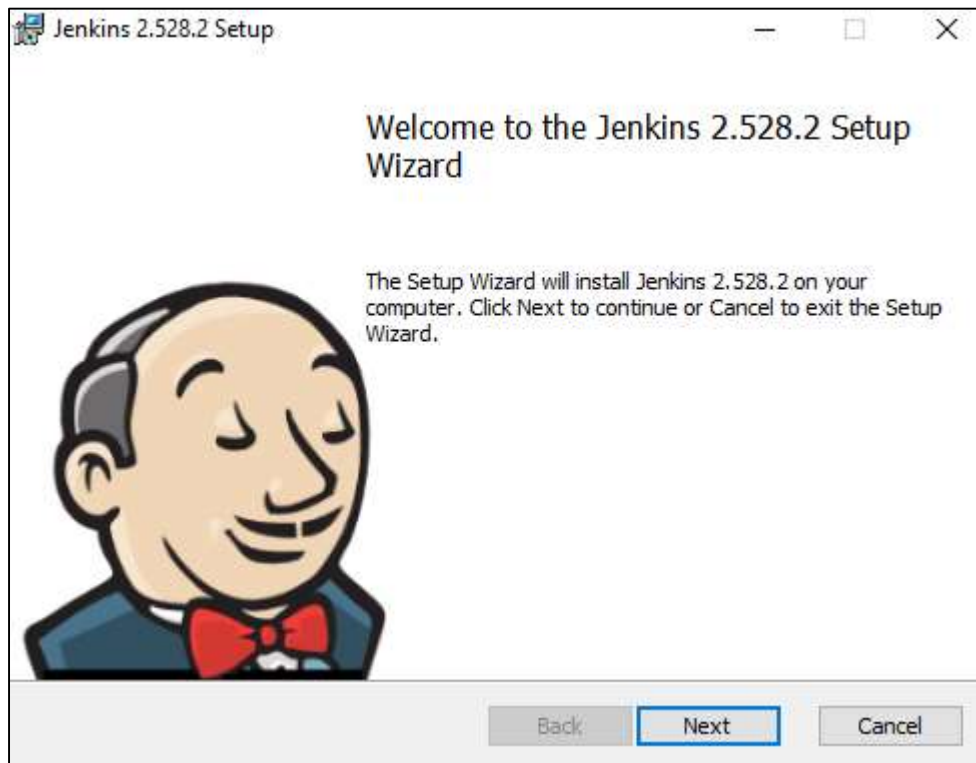 Jenkins 2.528.2 Setup
Welcome to the Jenkins 2.528.2 Setup
Wizard
The Setup Wizard will install Jenkins 2.528.2 on your
computer. Click Next to continue or Cancel to exit the Setup
Wizard.
Back
Next
Cancel